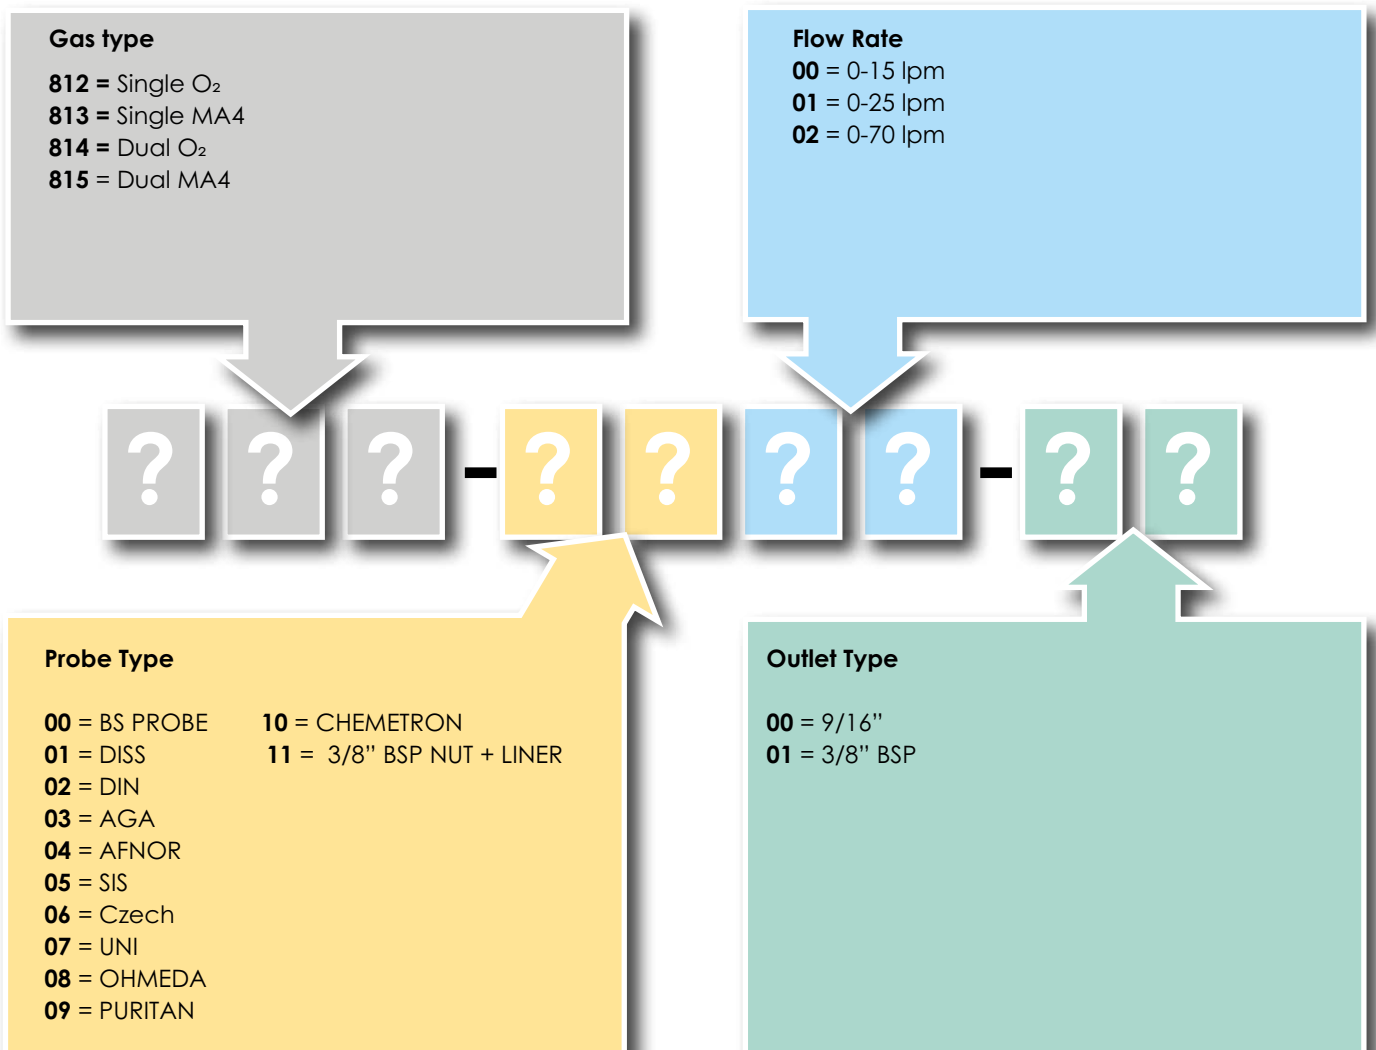 Gas type
812 = Single O₂
813 = Single MA4
814 = Dual O₂
815 = Dual MA4
Flow Rate
00 = 0-15 lpm
01 = 0-25 lpm
02 = 0-70 lpm
? ? ? - ? ? ? ? - ? ?
Probe Type
00 = BS PROBE
01 = DISS
02 = DIN
03 = AGA
04 = AFNOR
05 = SIS
06 = Czech
07 = UNI
08 = OHMEDA
09 = PURITAN
10 = CHEMETRON
11 = 3/8” BSP NUT + LINER
Outlet Type
00 = 9/16”
01 = 3/8” BSP